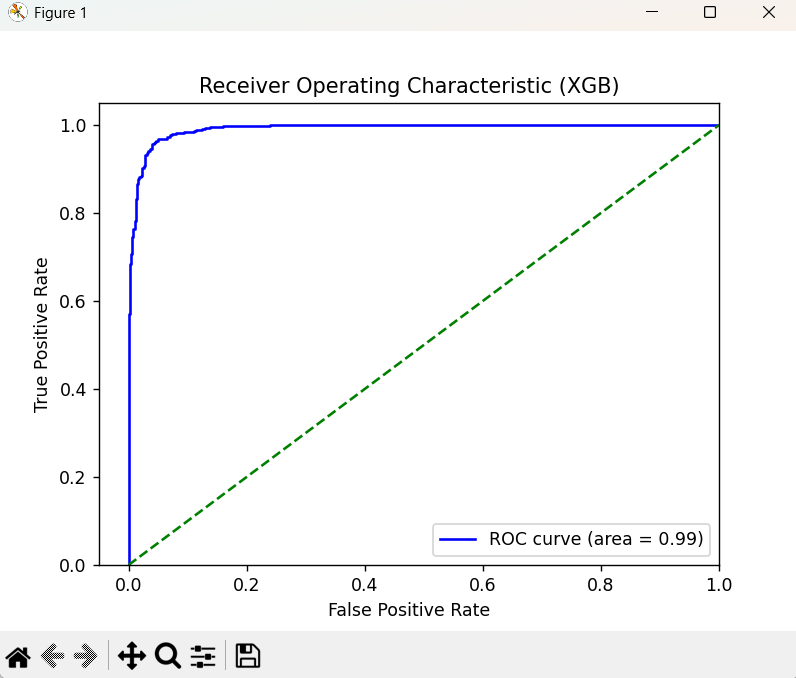 Figure 1
Receiver Operating Characteristic (XGB)
1.0
0.8
0.6
0.4
0.2
0.0
True Positive Rate
ROC curve (area = 0.99)
0.0 0.2 0.4 0.6 0.8 1.0
False Positive Rate